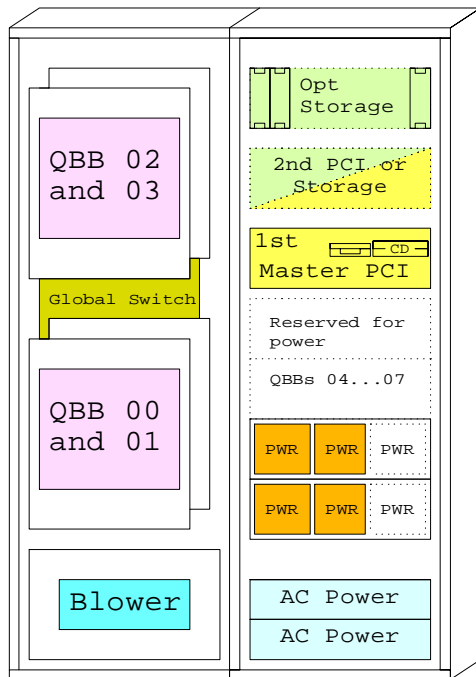 QBB 02
and 03
Global Switch
QBB 00
and 01
Blower
Opt
Storage
2nd PCI or
Storage
1st
CD
Master PCI
Reserved for
power
QBBs 04...07
PWR PWR PWR
PWR PWR PWR
AC Power
AC Power